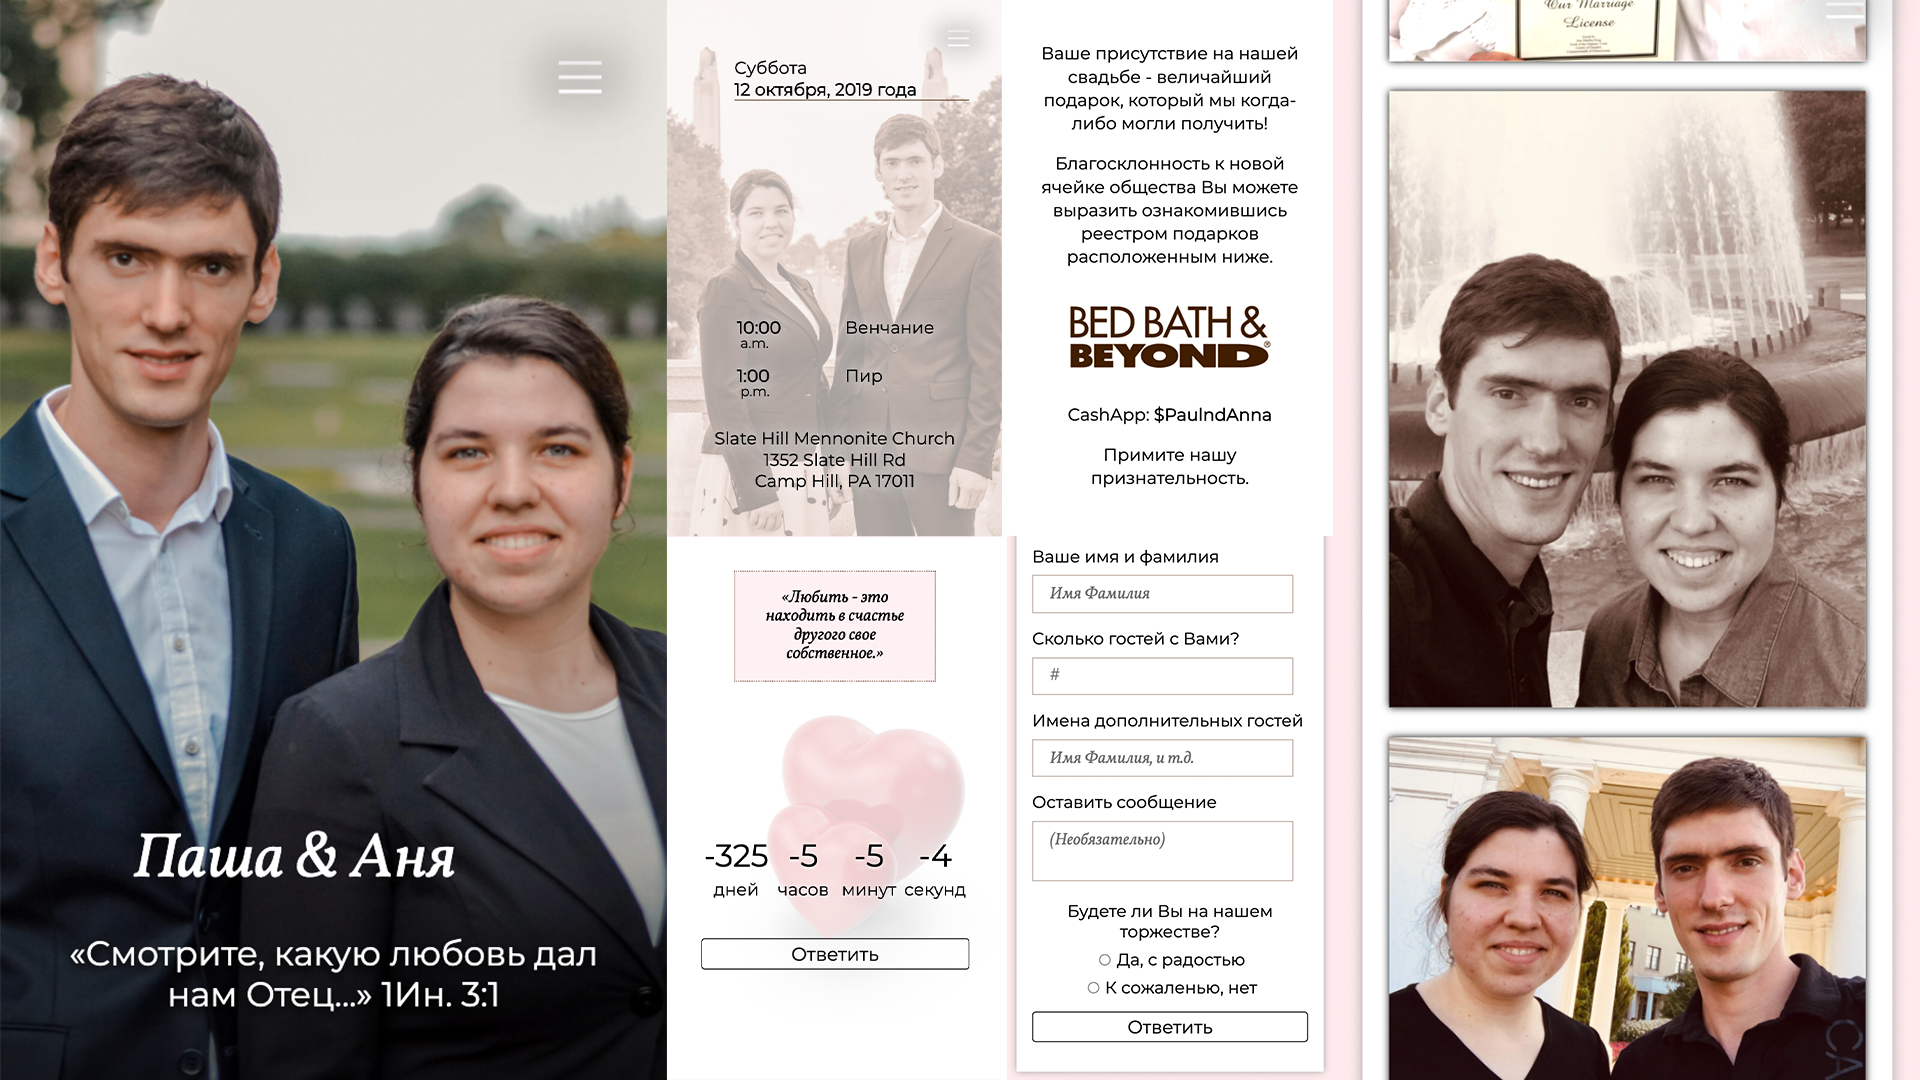 Паша & Аня
«Смотрите, какую любовь дал
нам Отец...» 1Ин. 3:1
Суббота
12 октября, 2019 года
10:00
a.m.
Венчание
1:00
p.m.
Пир
Slate Hill Mennonite Church
1352 Slate Hill Rd
Camp Hill, PA 17011
«Любить - это
находить в счастье
другого свое
собственное.»
-325 -5 -5 -4
дней часов минут секунд
Ответить
Ваше присутствие на нашей
свадьбе - величайший
подарок, который мы когда-
либо могли получить!
Благосклонность к новой
ячейке общества Вы можете
выразить ознакомившись
реестром подарков
расположенным ниже.
BED BATH &
BEYOND®
CashApp: $PaulndAnna
Примите нашу
признательность.
Ваше имя и фамилия
Имя Фамилия
Сколько гостей с Вами?
#
Имена дополнительных гостей
Имя Фамилия, и т.д.
Оставить сообщение
(Необязательно)
Будете ли Вы на нашем
торжестве?
Да, с радостью
К сожаленью, нет
Ответить
Our Marriage
License
CA